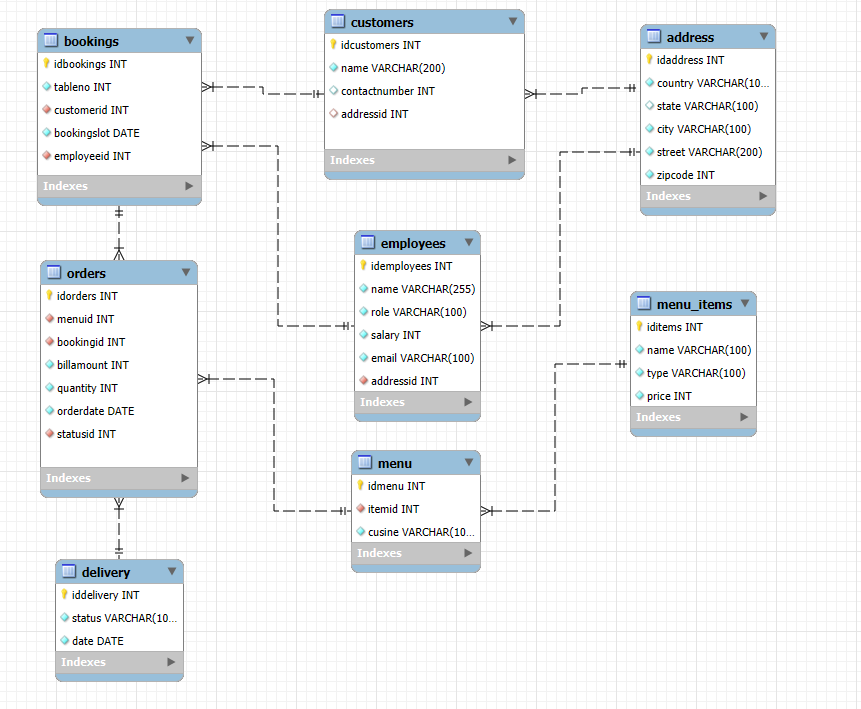 bookings
idbookings INT
tableno INT
customerid INT
bookingslot DATE
employeeid INT
Indexes
customers
idcustomers INT
name VARCHAR(200)
contactnumber INT
addressid INT
Indexes
address
idaddress INT
country VARCHAR(10...
state VARCHAR(100)
city VARCHAR(100)
street VARCHAR(200)
zipcode INT
Indexes
orders
idorders INT
menuid INT
bookingid INT
billamount INT
quantity INT
orderdate DATE
statusid INT
Indexes
employees
idemployees INT
name VARCHAR(255)
role VARCHAR(100)
salary INT
email VARCHAR(100)
addressid INT
Indexes
menu_items
iditems INT
name VARCHAR(100)
type VARCHAR(100)
price INT
Indexes
menu
idmenu INT
itemid INT
cusine VARCHAR(10...
Indexes
delivery
iddelivery INT
status VARCHAR(10...
date DATE
Indexes